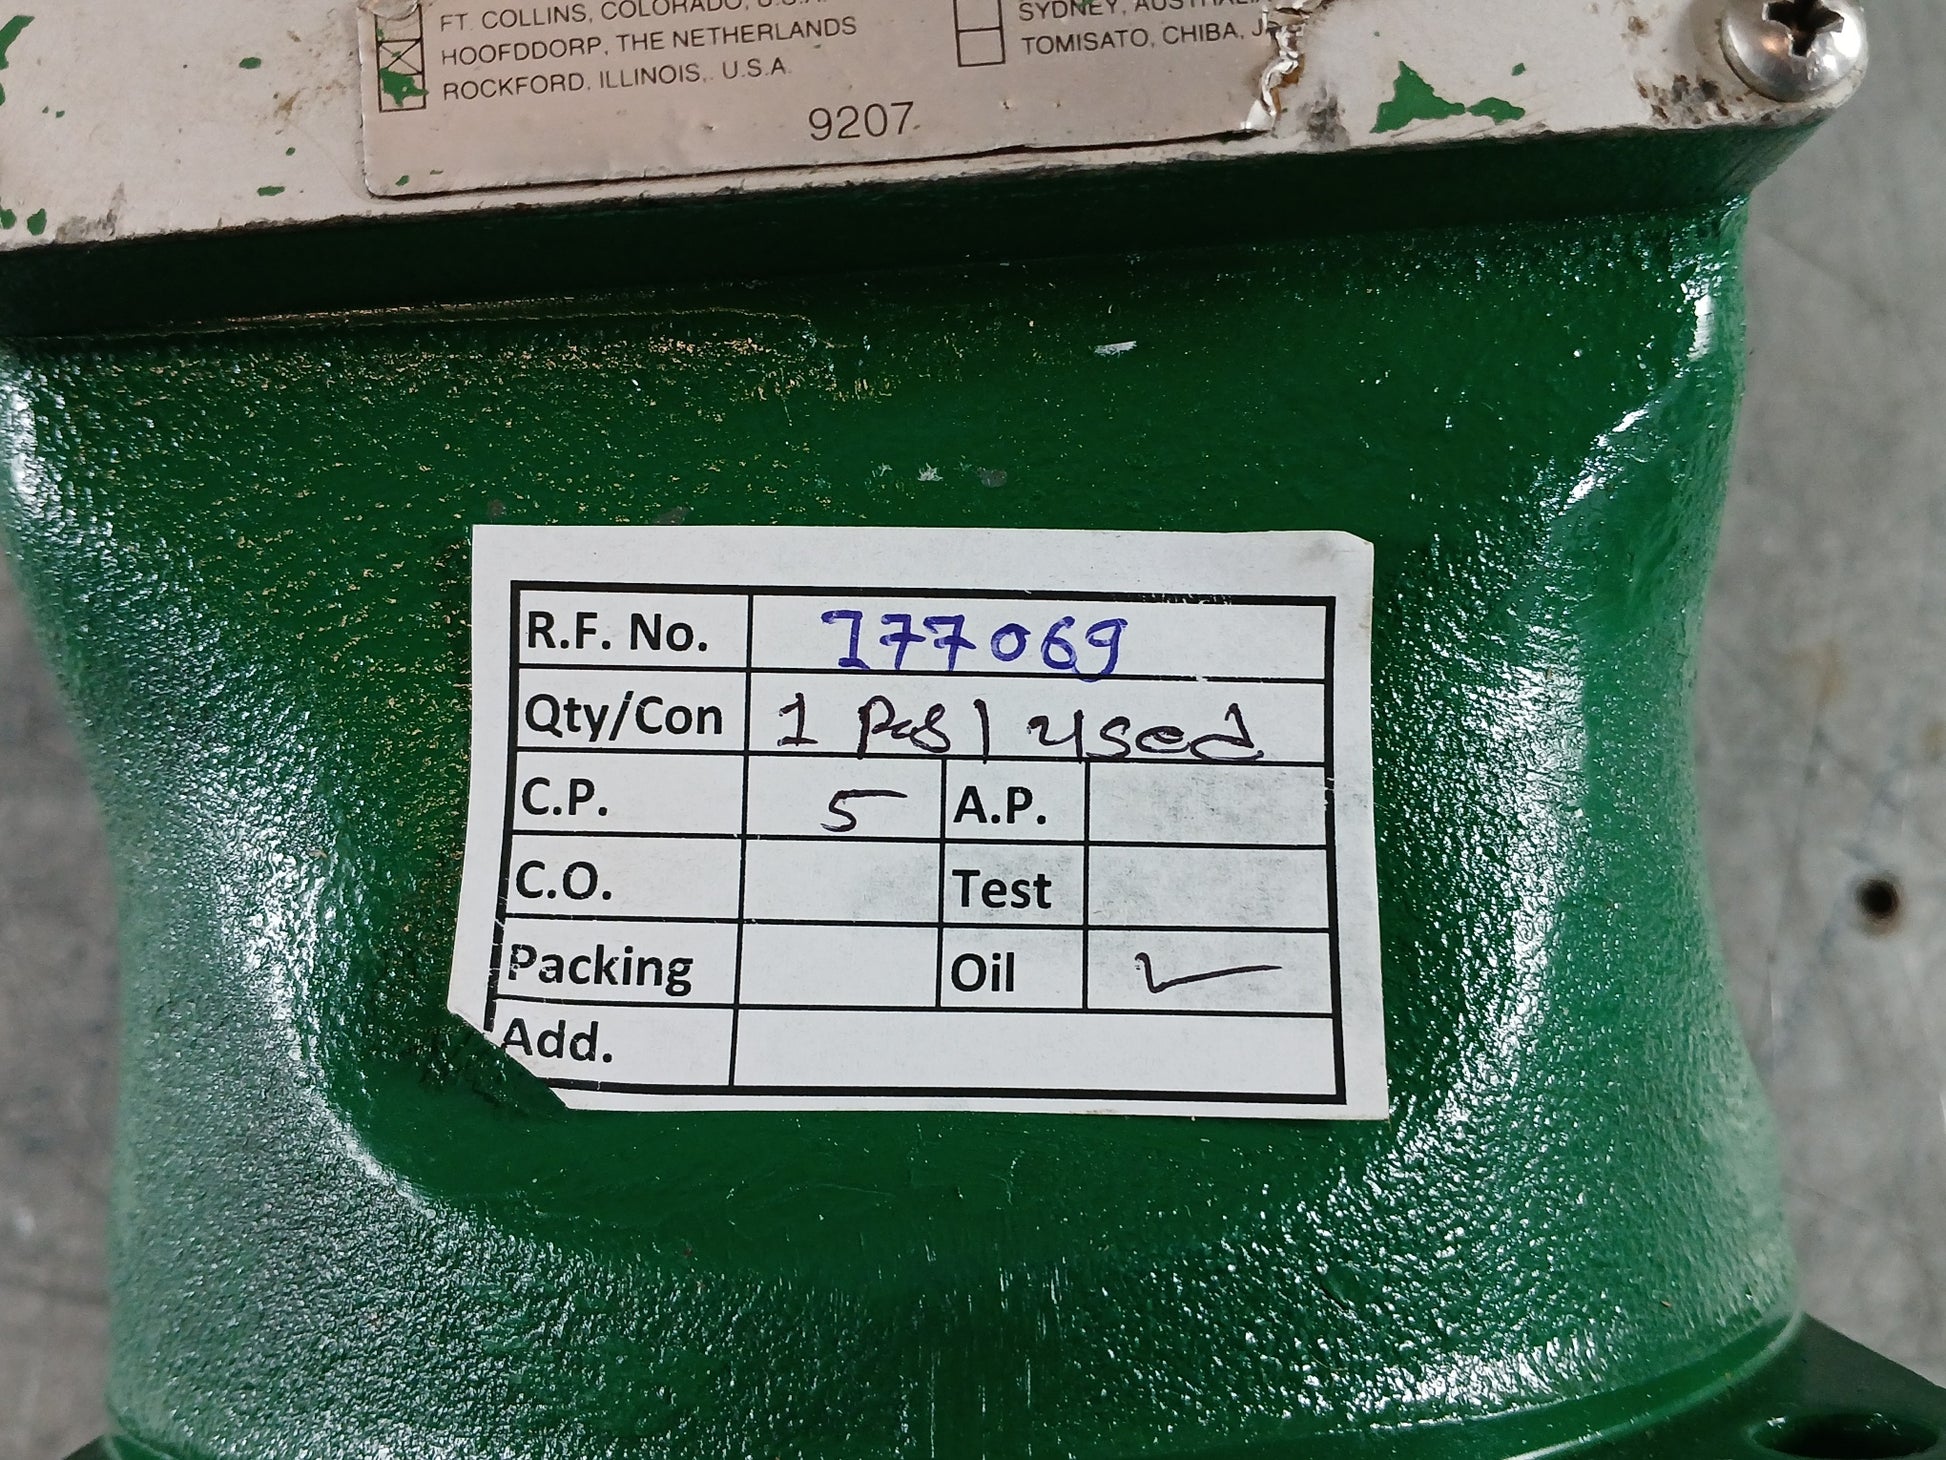 FT. COLLINS, COLORADO, U.S.A.
HOOFDDORP, THE NETHERLANDS
ROCKFORD, ILLINOIS, U.S.A.
SYDNEY,
TOMISATO, CHIBA,
9207
R.F. No. 177069
Qty/Con 1 Pcs / used
C.P. 5 A.P.
C.O. Test
Packing Oil ✓
Add.